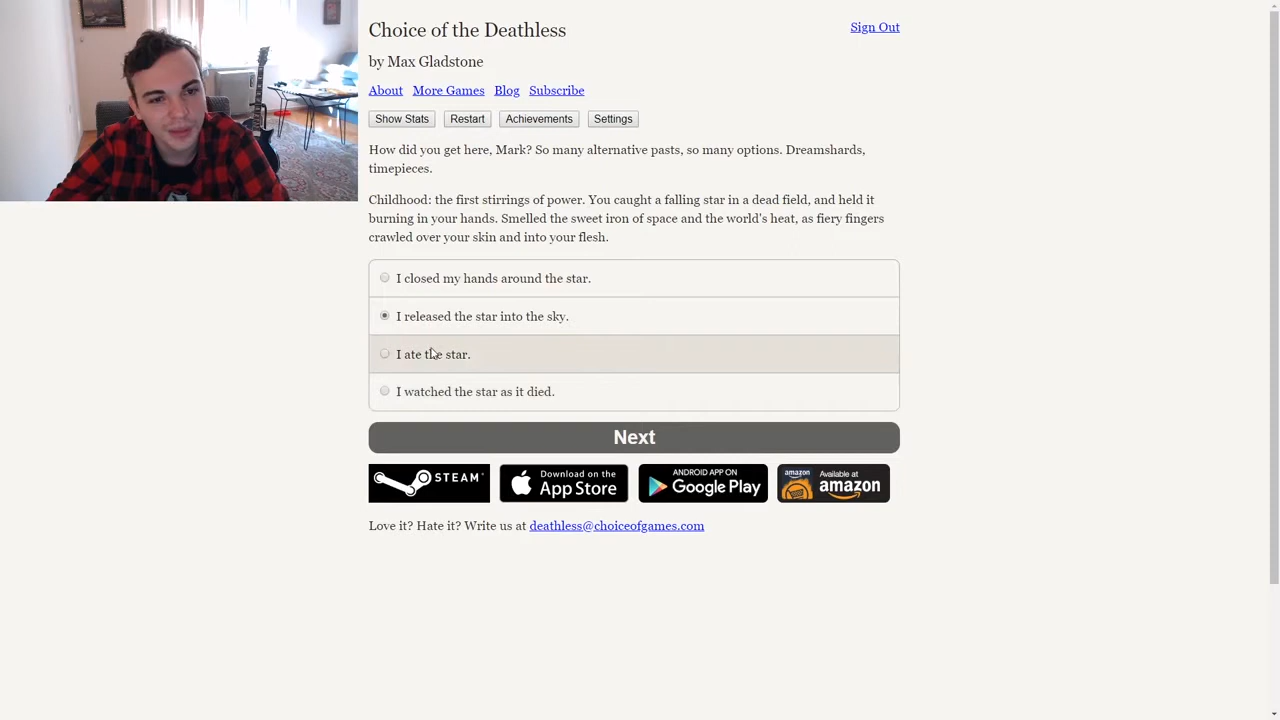 Choice of the Deathless
Sign Out
by Max Gladstone
About More Games Blog Subscribe
Show Stats Restart Achievements Settings
How did you get here, Mark? So many alternative pasts, so many options. Dreamshards,
timepieces.
Childhood: the first stirrings of power. You caught a falling star in a dead field, and held it
burning in your hands. Smelled the sweet iron of space and the world's heat, as fiery fingers
crawled over your skin and into your flesh.
I closed my hands around the star.
I released the star into the sky.
I ate the star.
I watched the star as it died.
Next
STEAM
Download on the
App Store
ANDROID APP ON
Google Play
amazon
Available at
amazon
Love it? Hate it? Write us at deathless@choiceofgames.com